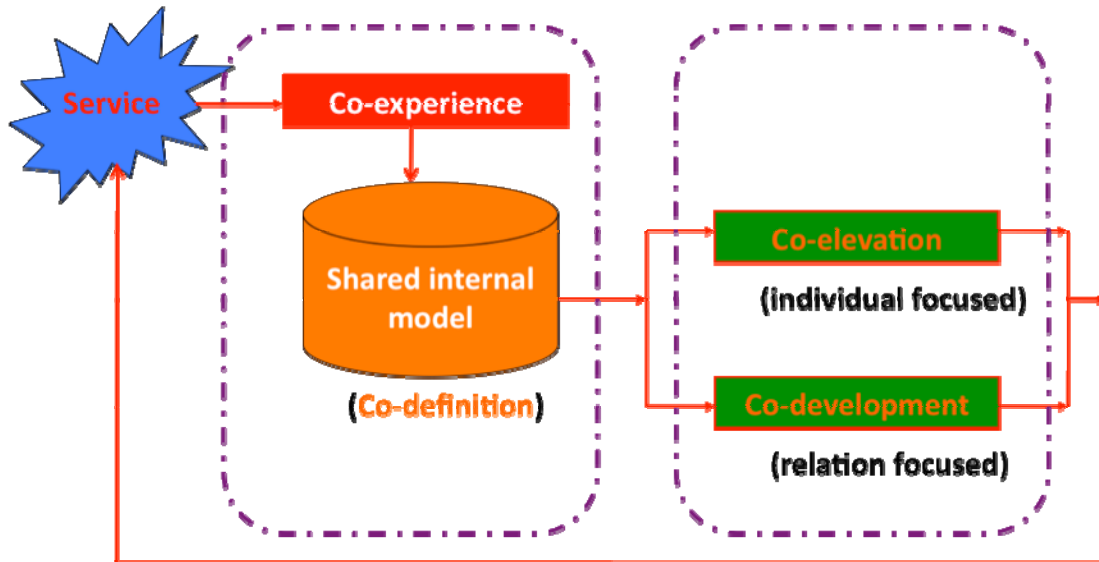 Service
Co-experience
Shared internal
model
(Co-definition)
Co-elevation
(individual focused)
Co-development
(relation focused)